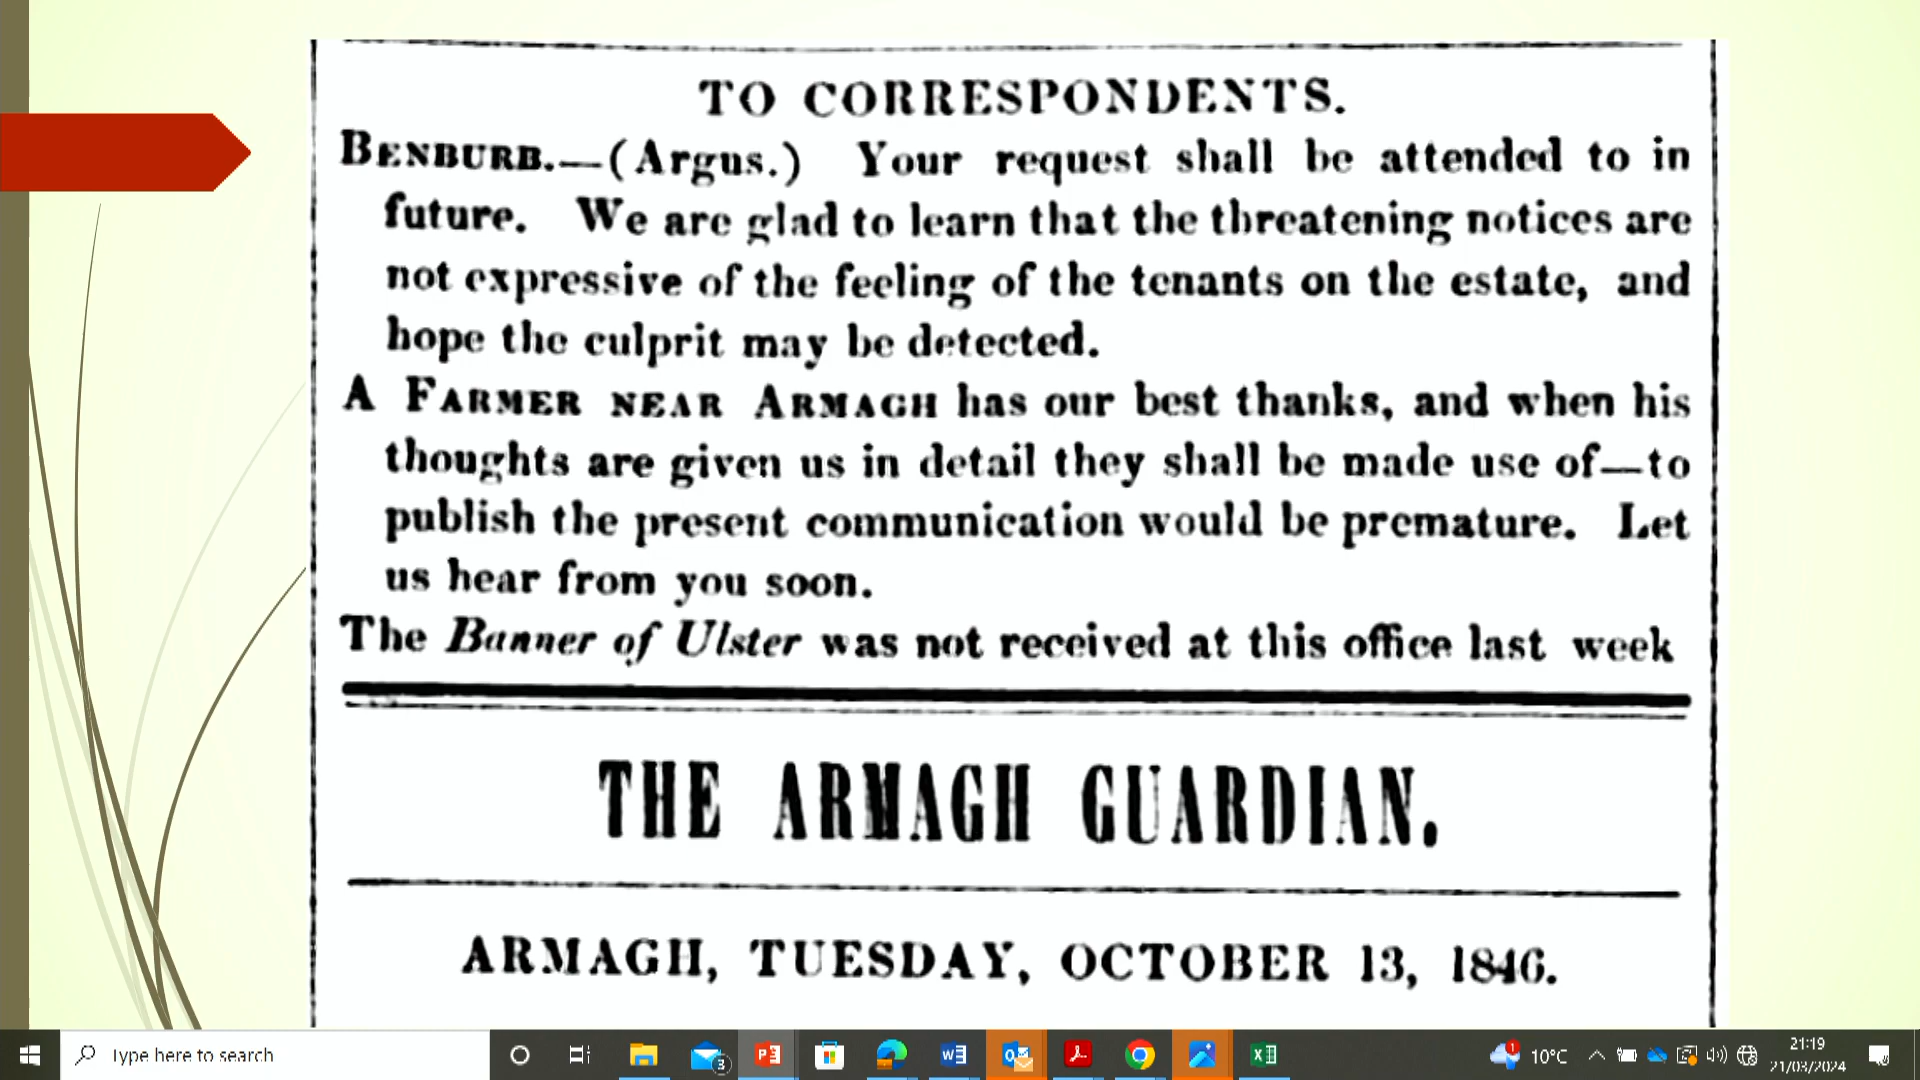 TO CORRESPONDENTS.
BENBURB.—(Argus.) Your request shall be attended to in
future. We are glad to learn that the threatening notices are
not expressive of the feeling of the tenants on the estate, and
hope the culprit may be detected.
A FARMER NEAR ARMAGH has our best thanks, and when his
thoughts are given us in detail they shall be made use of—to
publish the present communication would be premature. Let
us hear from you soon.
The Banner of Ulster was not received at this office last week
THE ARMAGH GUARDIAN.
ARMAGH, TUESDAY, OCTOBER 13, 1846.
Type here to search
3
1
10°C
21:19
21/03/2024